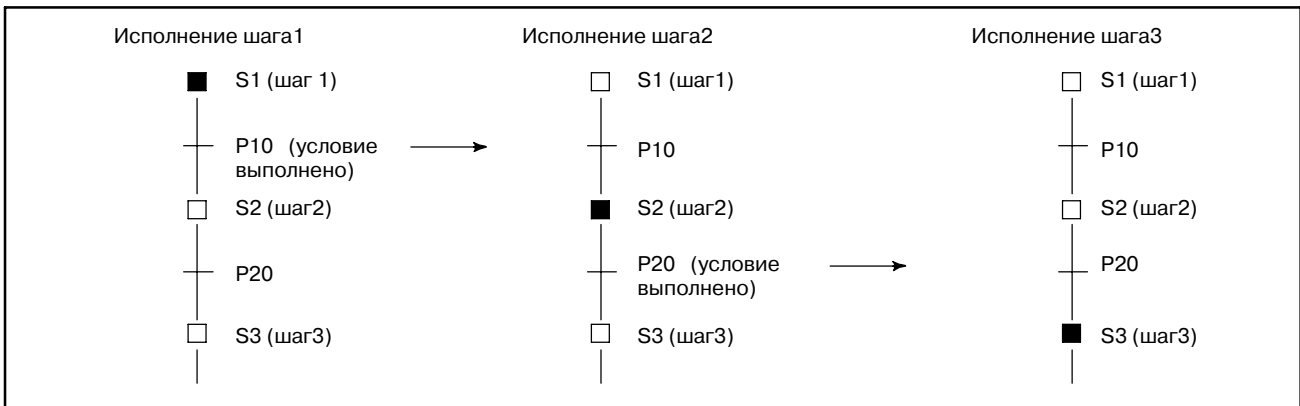 Исполнение шага1
S1 (шаг 1)
P10 (условие
выполнено)
S2 (шаг2)
P20
S3 (шаг3)
Исполнение шага2
S1 (шаг1)
P10
S2 (шаг2)
P20 (условие
выполнено)
S3 (шаг3)
Исполнение шага3
S1 (шаг1)
P10
S2 (шаг2)
P20
S3 (шаг3)